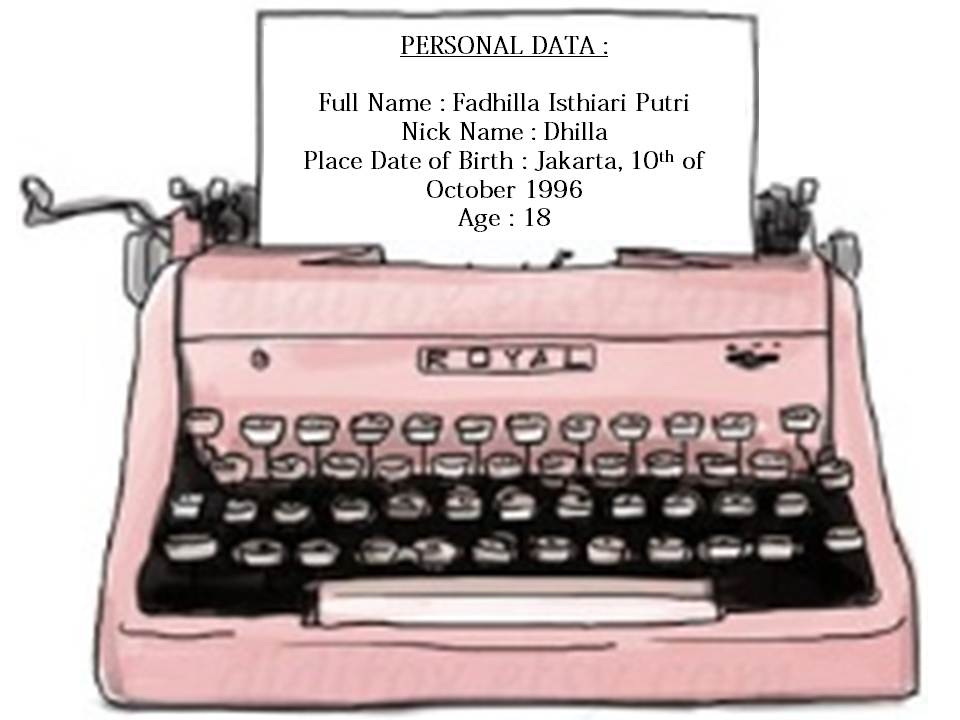 PERSONAL DATA :
Full Name : Fadhilla Isthiari Putri
Nick Name : Dhilla
Place Date of Birth : Jakarta, 10th of
October 1996
Age : 18
ROYAL